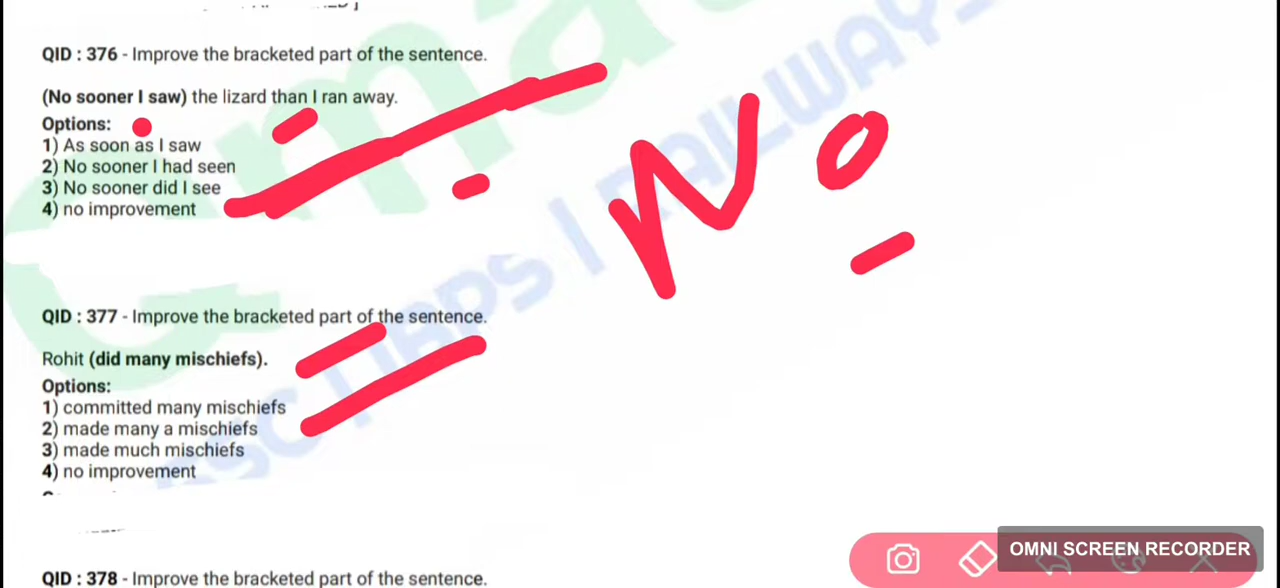 QID : 376 - Improve the bracketed part of the sentence.
(No sooner I saw) the lizard than I ran away.
Options:
1) As soon as I saw
2) No sooner I had seen
3) No sooner did I see
4) no improvement
No
QID : 377 - Improve the bracketed part of the sentence.
Rohit (did many mischiefs).
Options:
1) committed many mischiefs
2) made many a mischiefs
3) made much mischiefs
4) no improvement
QID : 378 - Improve the bracketed part of the sentence.
OMNI SCREEN RECORDER